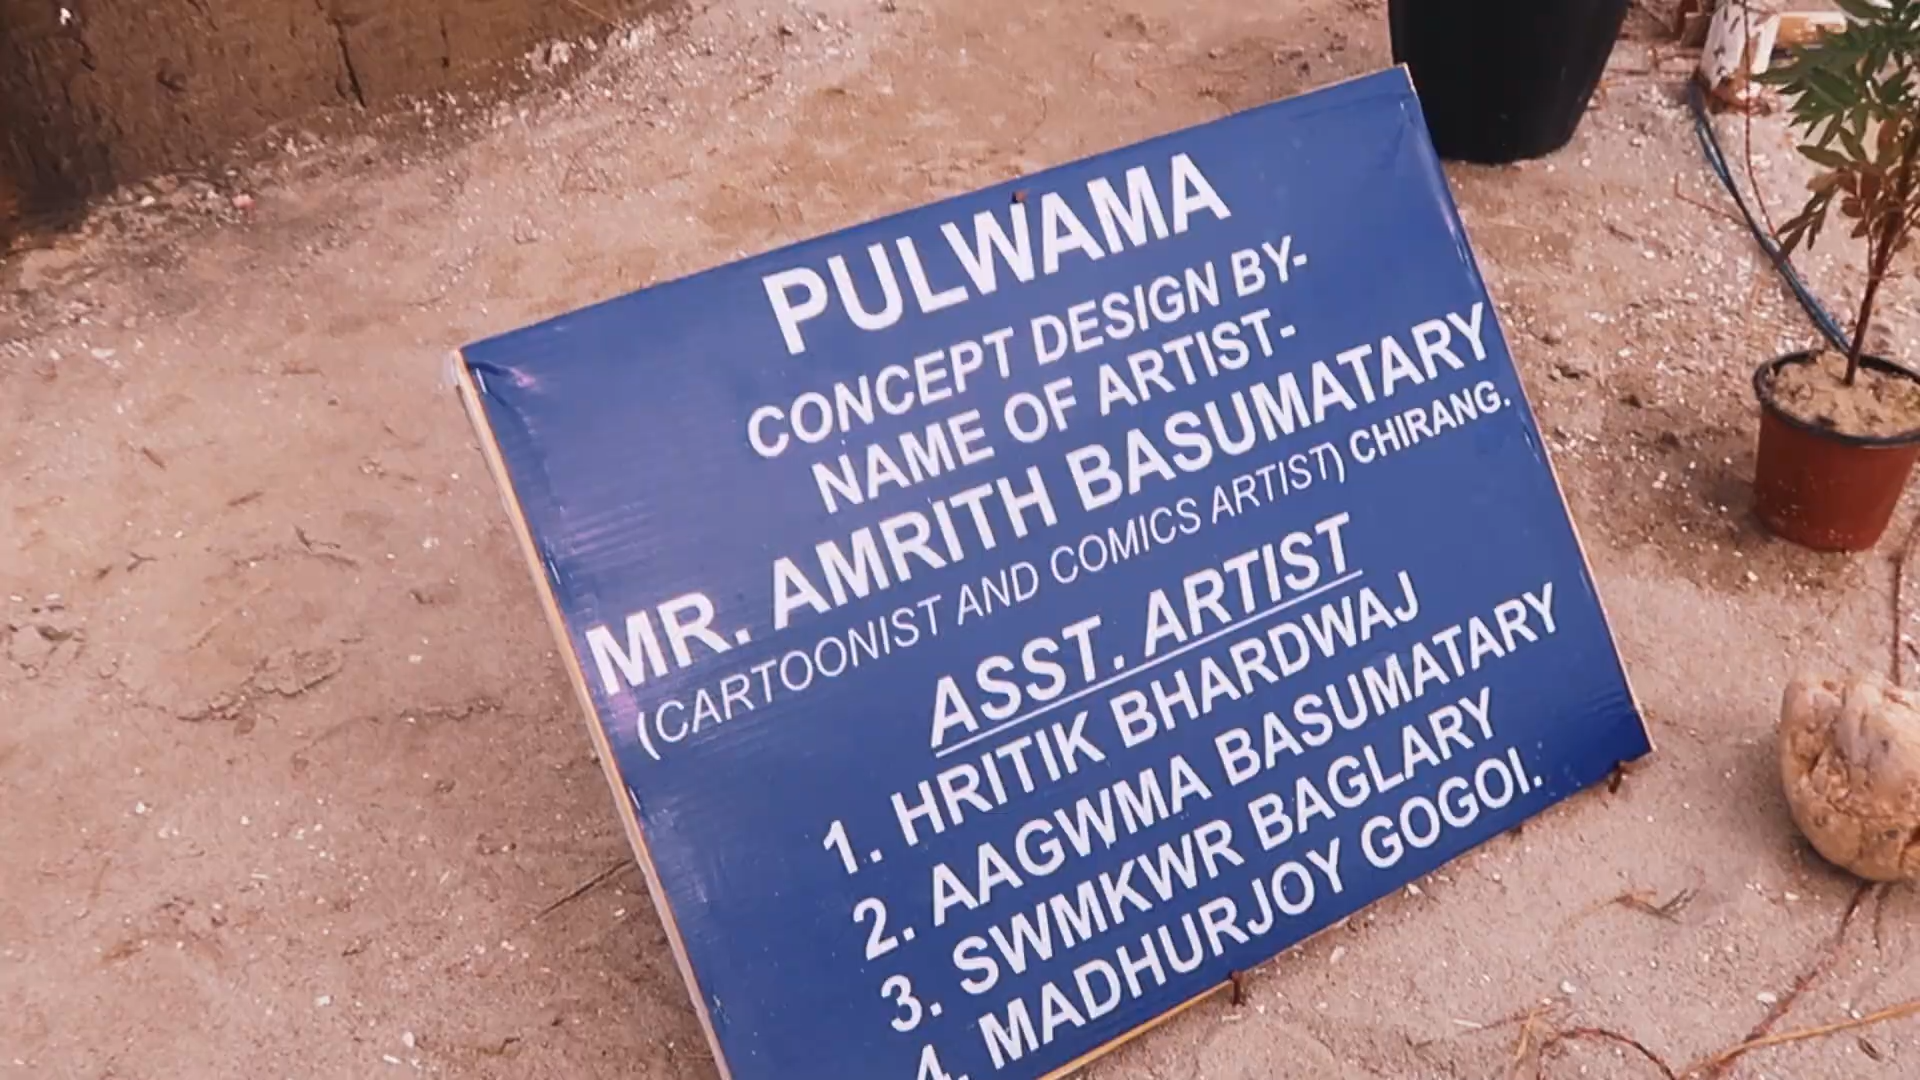 PULWAMA
CONCEPT DESIGN BY-
NAME OF ARTIST-
MR. AMRITH BASUMATARY
(CARTOONIST AND COMICS ARTIST) CHIRANG.
ASST. ARTIST
1. HRITIK BHARDWAJ
2. AAGWMA BASUMATARY
3. SWMKWR BAGLARY
4. MADHURJOY GOGOI.